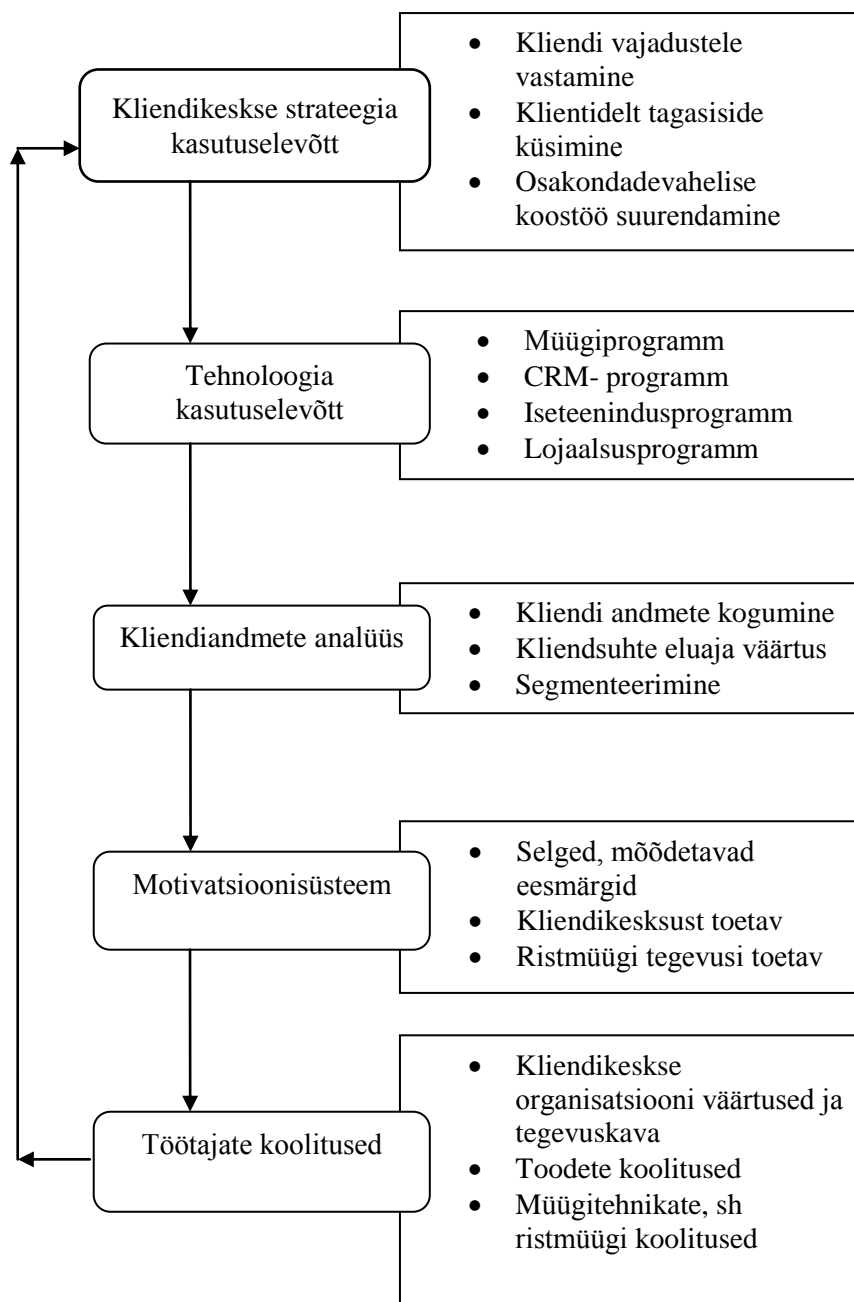 Kliendikeskse strateegia
kasutuselevõtt
• Kliendi vajadustele
vastamine
• Klientidelt tagasiside
küsimine
• Osakondadevahelise
koostöö suurendamine
Tehnoloogia
kasutuselevõtt
• Müügiprogramm
• CRM- programm
• Iseteenindusprogramm
• Lojaalsusprogramm
Kliendiandmete analüüs
• Kliendi andmete kogumine
• Kliendsuhte eluaja väärtus
• Segmenteerimine
Motivatsioonisüsteem
• Selged, mõõdetavad
eesmärgid
• Kliendikesksust toetav
• Ristmüügi tegevusi toetav
Töötajate koolitused
• Kliendikeskse
organisatsiooni väärtused ja
tegevuskava
• Toodete koolitused
• Müügitehnikate, sh
ristmüügi koolitused